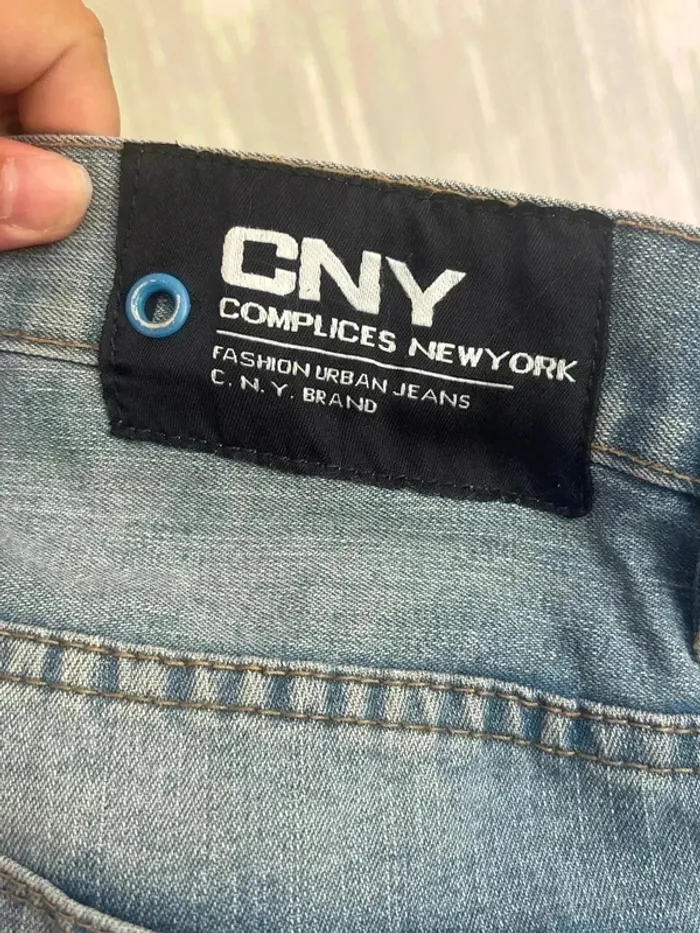 CNY
COMPLICES NEWYORK
FASHION URBAN JEANS
C. N. Y. BRAND